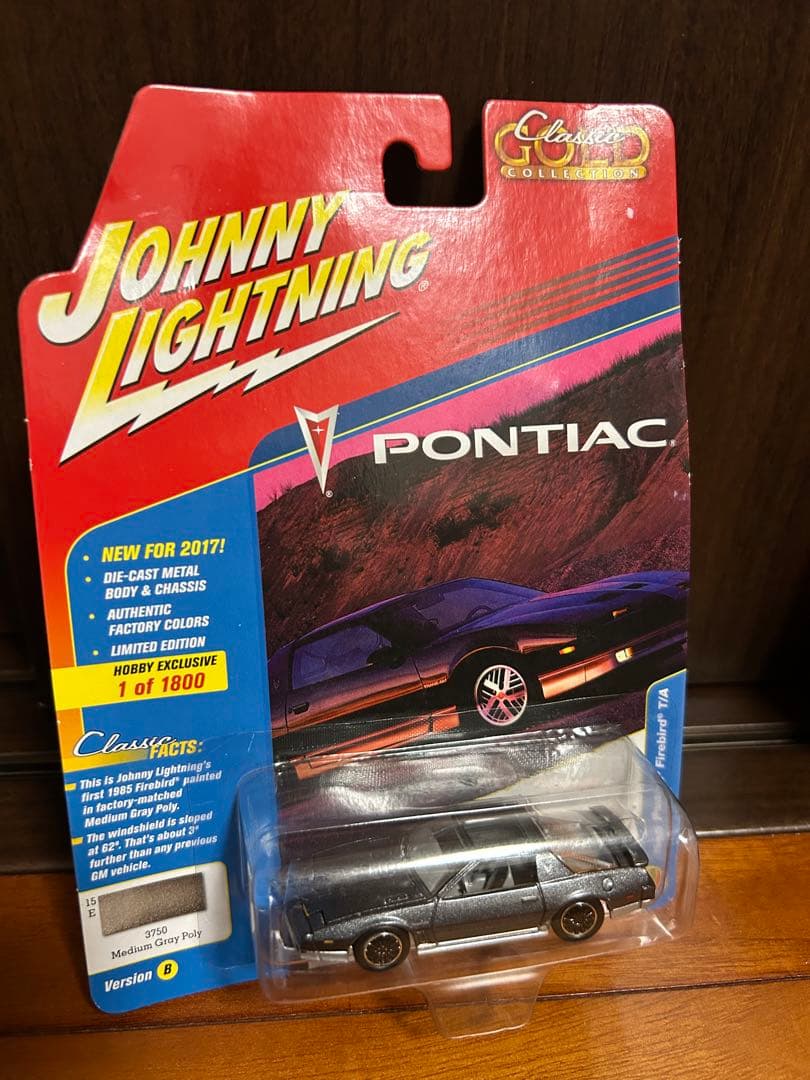 Classic
GOLD
COLLECTION
JOHNNY
LIGHTNING®
PONTIAC®
®
• NEW FOR 2017!
• DIE-CAST METAL
BODY & CHASSIS
• AUTHENTIC
FACTORY COLORS
• LIMITED EDITION
HOBBY EXCLUSIVE
1 of 1800
Classic FACTS:
• This is Johnny Lightning's
first 1985 Firebird® painted
in factory-matched
Medium Gray Poly.
• The windshield is sloped
at 62°. That's about 3°
further than any previous
GM vehicle.
15
E
3750
Medium Gray Poly
Version B
Firebird® T/A